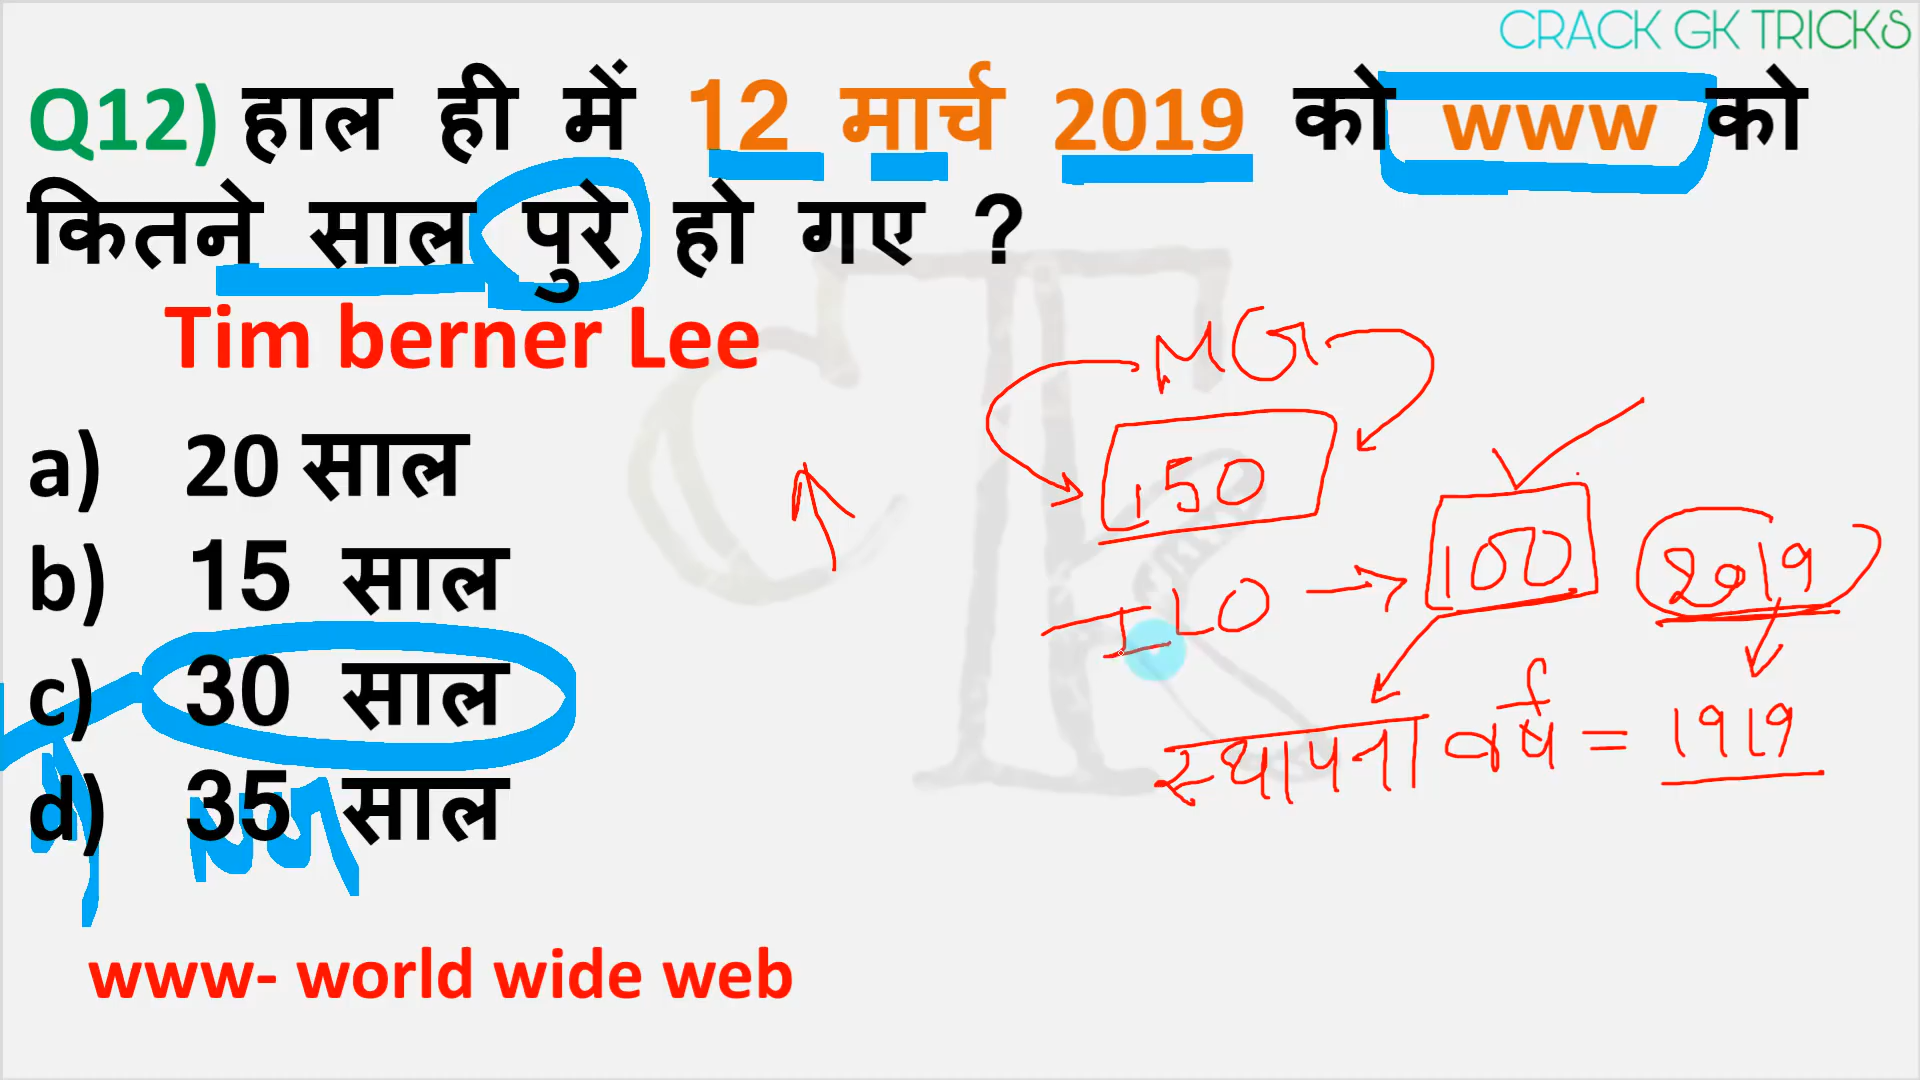 CRACK GK TRICKS
Q12) हाल ही में 12 मार्च 2019 को www को
कितने साल पुरे हो गए ?
Tim berner Lee
MG
150
a) 20 साल
b) 15 साल
c) 30 साल
d) 35 साल
ILO → 100 2019
स्थापना वर्ष = 1919
www- world wide web